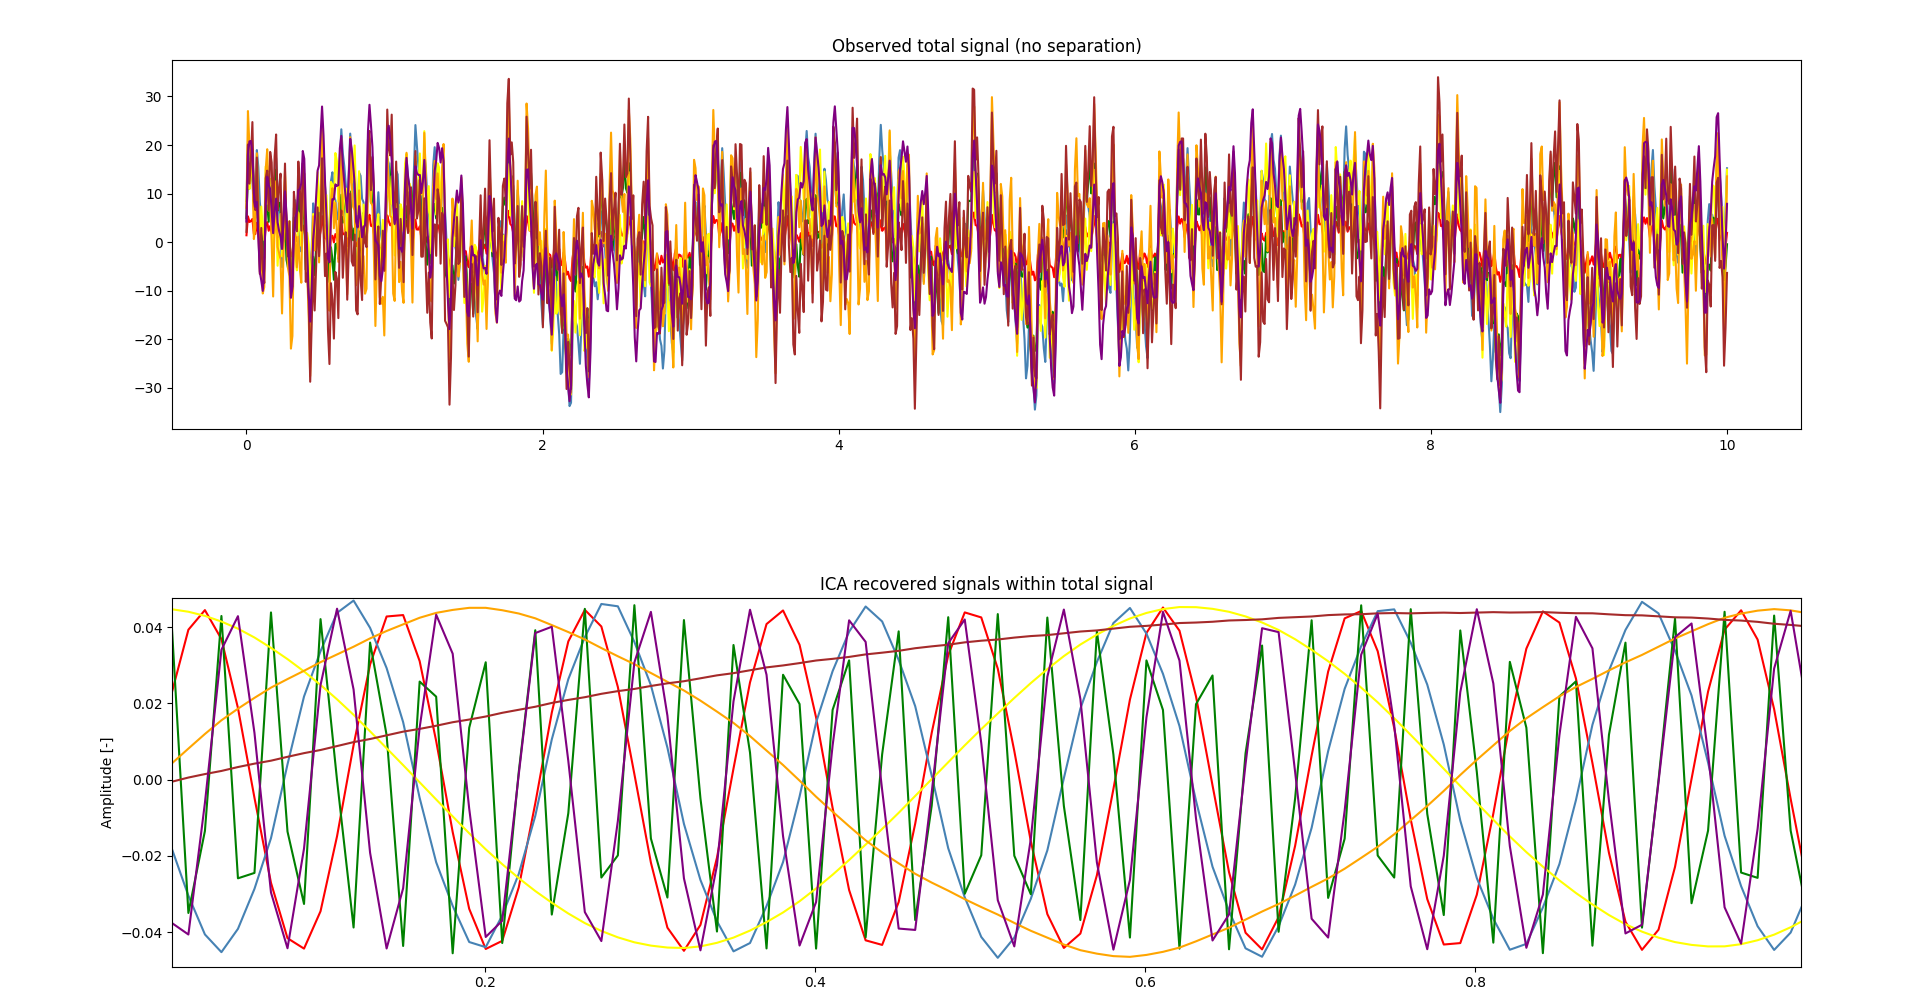 Observed total signal (no separation)
30
20
10
0
−10
−20
−30
0 2 4 6 8 10
ICA recovered signals within total signal
Amplitude [-]
0.04
0.02
0.00
−0.02
−0.04
0.2 0.4 0.6 0.8